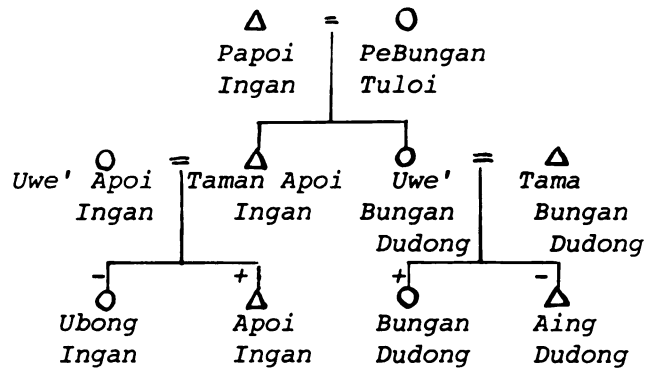 Papoi PeBungan
Ingan Tuloi
Uwe' Apoi Taman Apoi Uwe' Tama
Ingan Ingan Bungan Bungan
Dudong Dudong
- + + -
Ubong Apoi Bungan Aing
Ingan Ingan Dudong Dudong